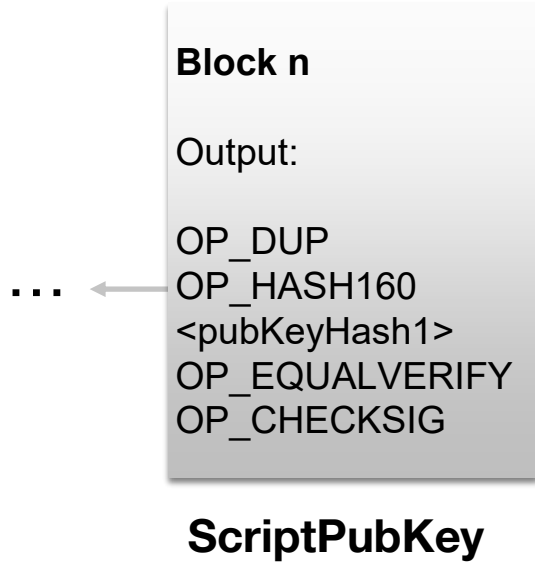 Block n
Output:
OP_DUP
... OP_HASH160
<pubKeyHash1>
OP_EQUALVERIFY
OP_CHECKSIG
ScriptPubKey